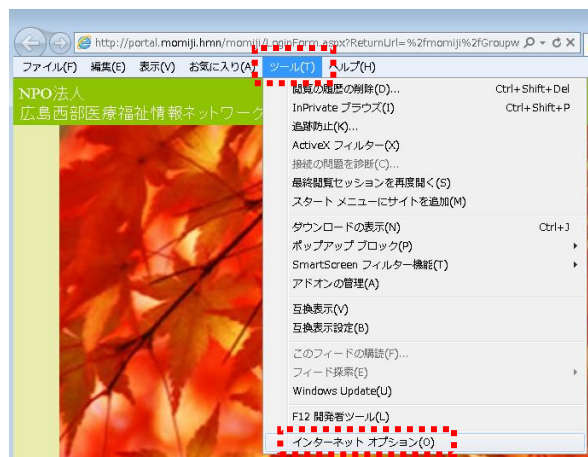 http://portal.momiji.hmn/momiji/LoginForm.aspx?ReturnUrl=%2fmomiji%2fGroupw
ファイル(F) 編集(E) 表示(V) お気に入り(A) ツール(T) ヘルプ(H)
NPO法人
広島西部医療福祉情報ネットワーク
閲覧の履歴の削除(D)... Ctrl+Shift+Del
InPrivate ブラウズ(I) Ctrl+Shift+P
追跡防止(K)...
ActiveX フィルター(X)
接続の問題を診断(C)...
最終閲覧セッションを再度開く(S)
スタート メニューにサイトを追加(M)
ダウンロードの表示(N) Ctrl+J
ポップアップ ブロック(P)
SmartScreen フィルター機能(T)
アドオンの管理(A)
互換表示(V)
互換表示設定(B)
このフィードの購読(F)...
フィード探索(E)
Windows Update(U)
F12 開発者ツール(L)
インターネット オプション(O)